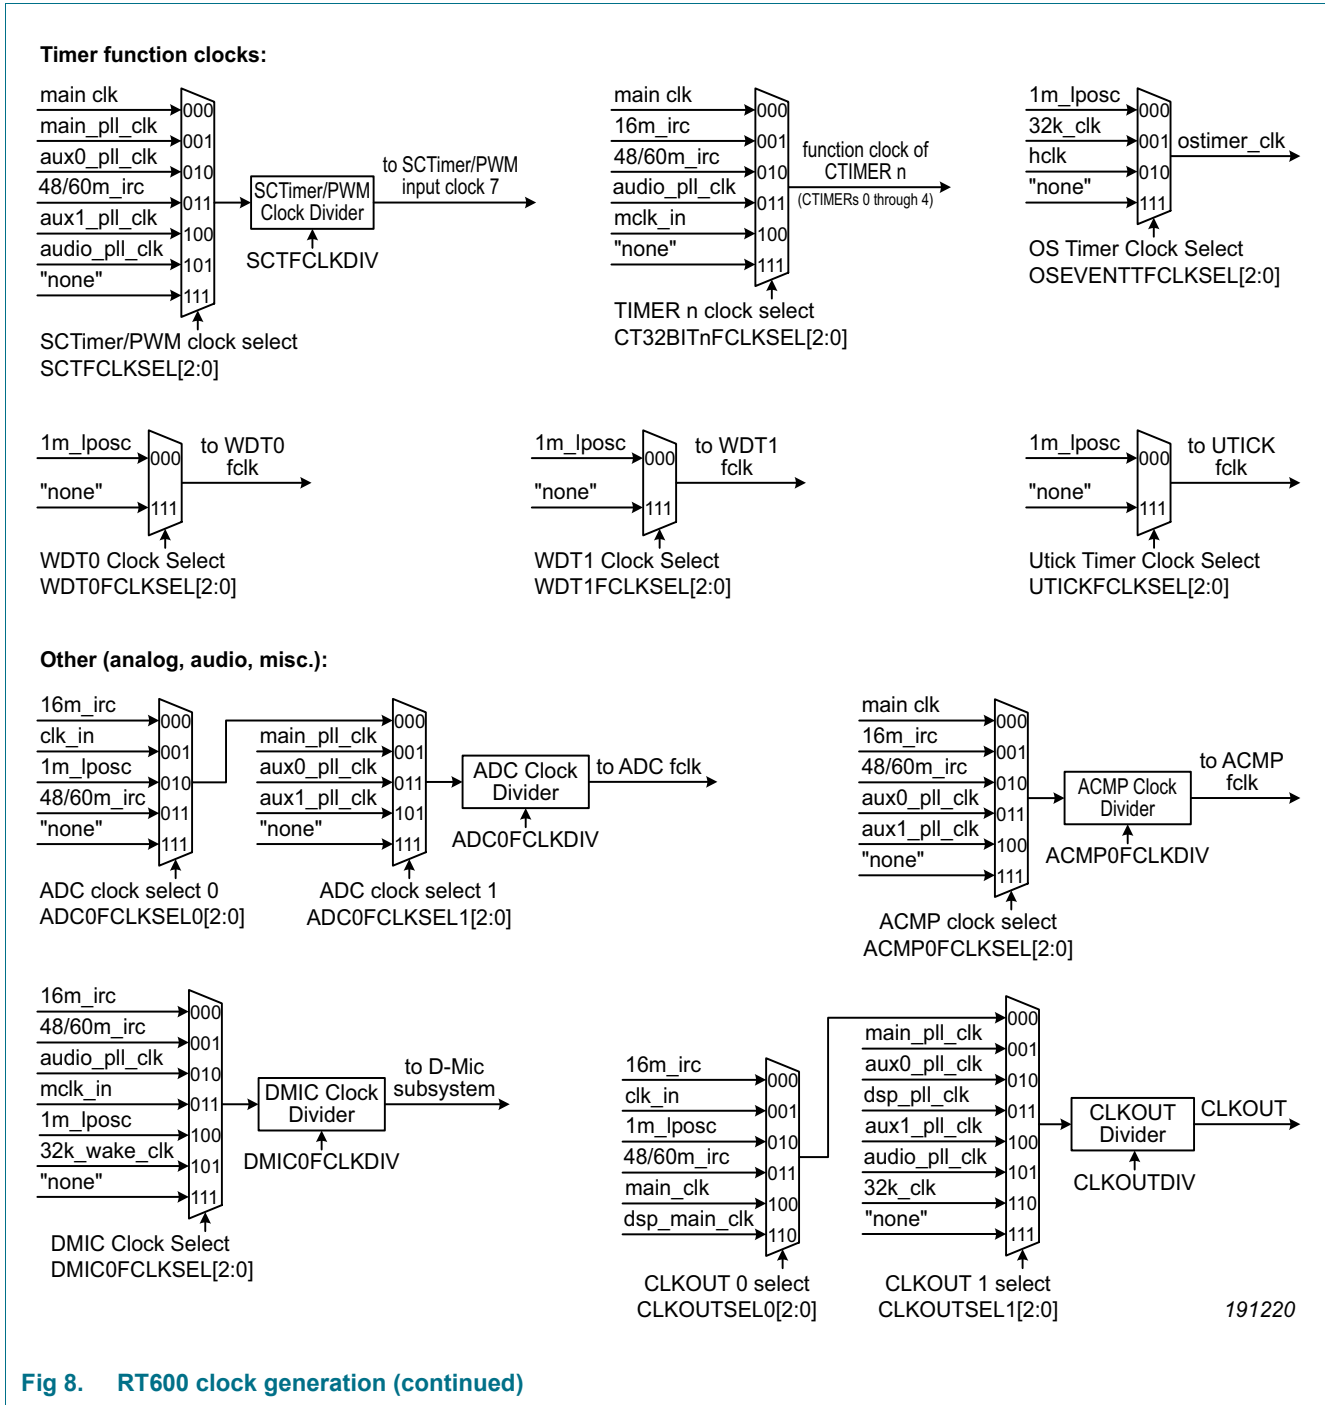 Timer function clocks:
main clk
main_pll_clk
aux0_pll_clk
48/60m_irc
aux1_pll_clk
audio_pll_clk
"none"
000
001
010
011
100
101
111
SCTimer/PWM
Clock Divider
SCTFCLKDIV
to SCTimer/PWM
input clock 7
SCTimer/PWM clock select
SCTFCLKSEL[2:0]
main clk
16m_irc
48/60m_irc
audio_pll_clk
mclk_in
"none"
000
001
010
011
100
111
function clock of
CTIMER n
(CTIMERs 0 through 4)
TIMER n clock select
CT32BITnFCLKSEL[2:0]
1m_lposc
32k_clk
hclk
"none"
000
001
010
111
ostimer_clk
OS Timer Clock Select
OSEVENTTFCLKSEL[2:0]
1m_lposc
"none"
000
111
to WDT0
fclk
WDT0 Clock Select
WDT0FCLKSEL[2:0]
1m_lposc
"none"
000
111
to WDT1
fclk
WDT1 Clock Select
WDT1FCLKSEL[2:0]
1m_lposc
"none"
000
111
to UTICK
fclk
Utick Timer Clock Select
UTICKFCLKSEL[2:0]
Other (analog, audio, misc.):
16m_irc
clk_in
1m_lposc
48/60m_irc
"none"
000
001
010
011
111
ADC clock select 0
ADC0FCLKSEL0[2:0]
main_pll_clk
aux0_pll_clk
aux1_pll_clk
"none"
000
001
011
101
111
ADC Clock
Divider
ADC0FCLKDIV
to ADC fclk
ADC clock select 1
ADC0FCLKSEL1[2:0]
main clk
16m_irc
48/60m_irc
aux0_pll_clk
aux1_pll_clk
"none"
000
001
010
011
100
111
ACMP Clock
Divider
ACMP0FCLKDIV
to ACMP
fclk
ACMP clock select
ACMP0FCLKSEL[2:0]
16m_irc
48/60m_irc
audio_pll_clk
mclk_in
1m_lposc
32k_wake_clk
"none"
000
001
010
011
100
101
111
DMIC Clock
Divider
DMIC0FCLKDIV
to D-Mic
subsystem
DMIC Clock Select
DMIC0FCLKSEL[2:0]
16m_irc
clk_in
1m_lposc
48/60m_irc
main_clk
dsp_main_clk
000
001
010
011
100
110
CLKOUT 0 select
CLKOUTSEL0[2:0]
main_pll_clk
aux0_pll_clk
dsp_pll_clk
aux1_pll_clk
audio_pll_clk
32k_clk
"none"
000
001
010
011
100
101
110
111
CLKOUT
Divider
CLKOUTDIV
CLKOUT
CLKOUT 1 select
CLKOUTSEL1[2:0]
191220
Fig 8. RT600 clock generation (continued)